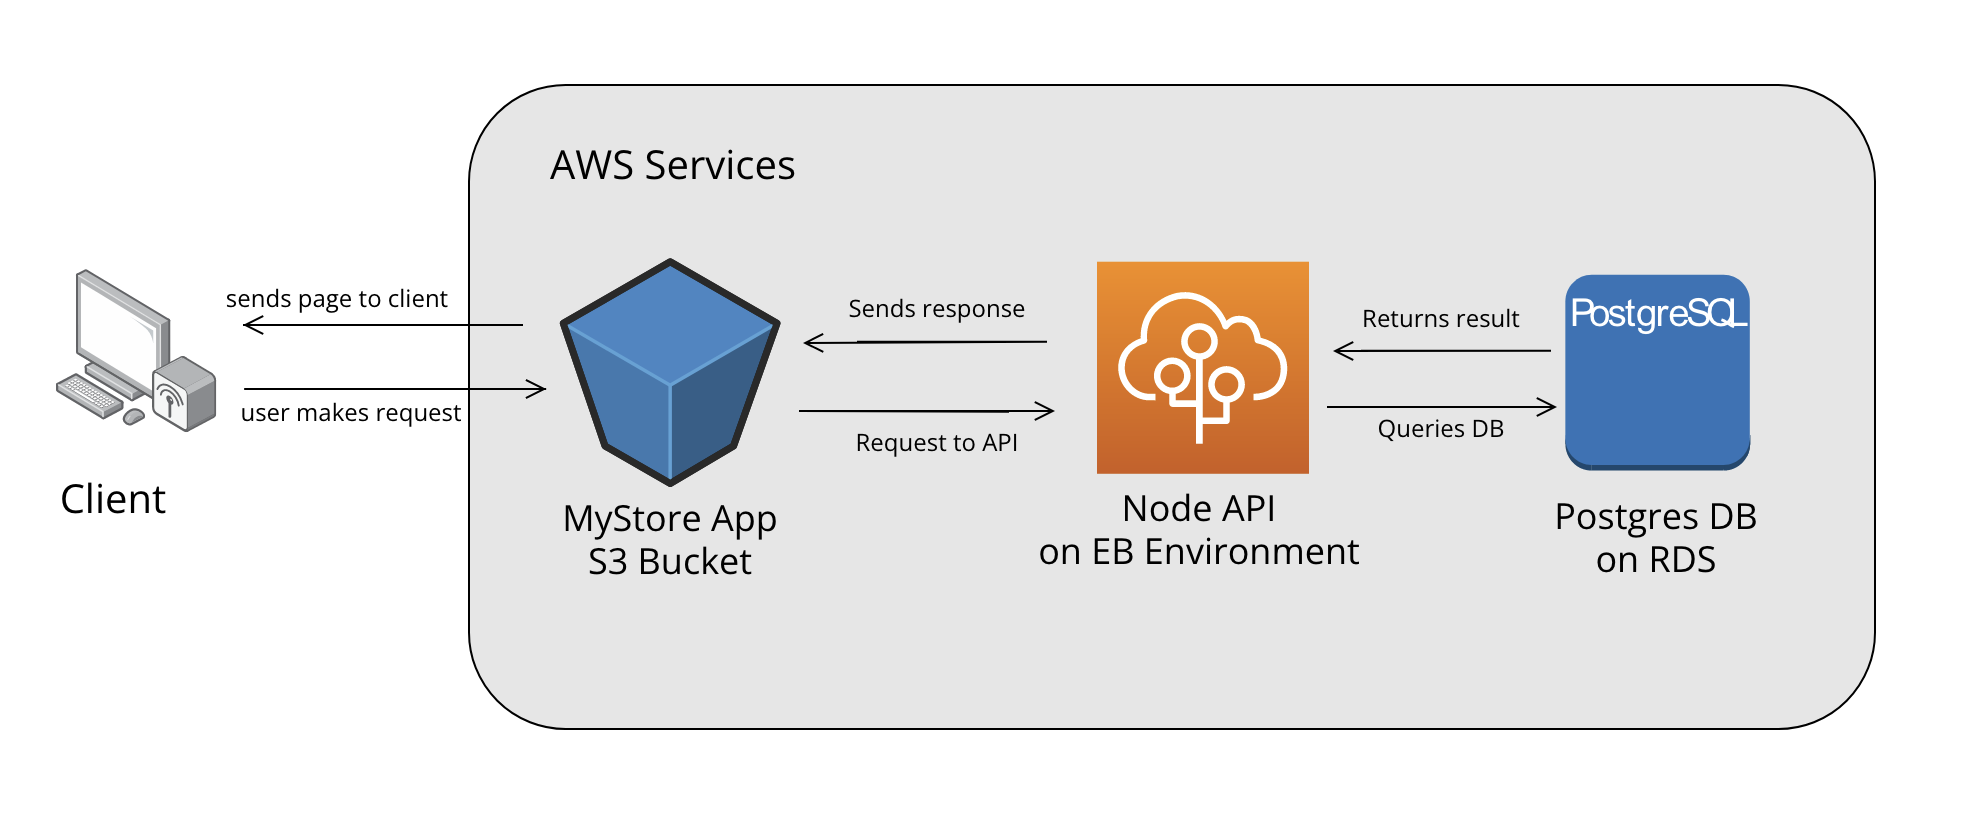 AWS Services
sends page to client
user makes request
Client
Sends response
Request to API
MyStore App
S3 Bucket
Node API
on EB Environment
Returns result
Queries DB
PostgreSQL
Postgres DB
on RDS